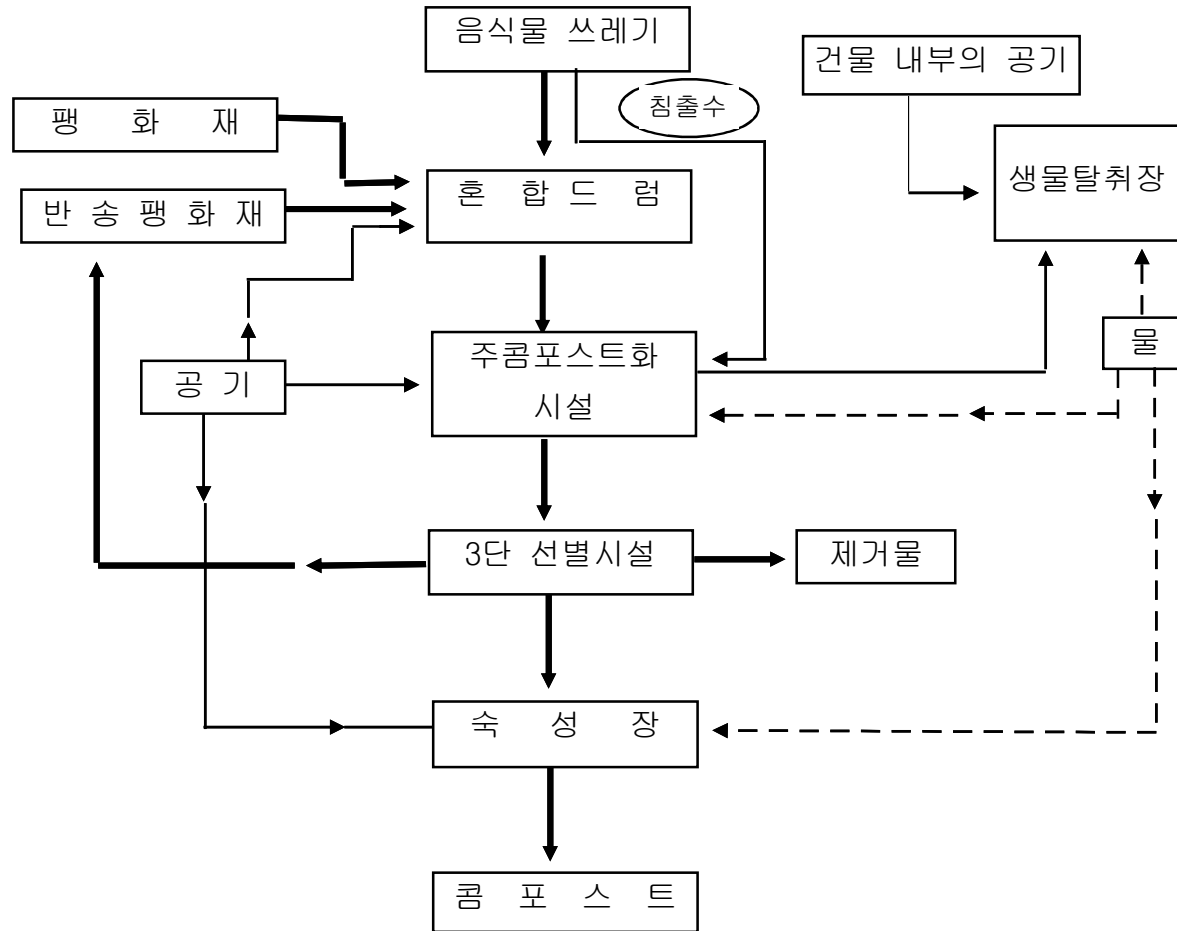 음식물 쓰레기
건물 내부의 공기
침출수
팽 화 재
생물탈취장
혼 합 드 럼
반 송 팽 화 재
물
주콤포스트화
시설
공 기
3단 선별시설
제거물
숙 성 장
콤 포 스 트